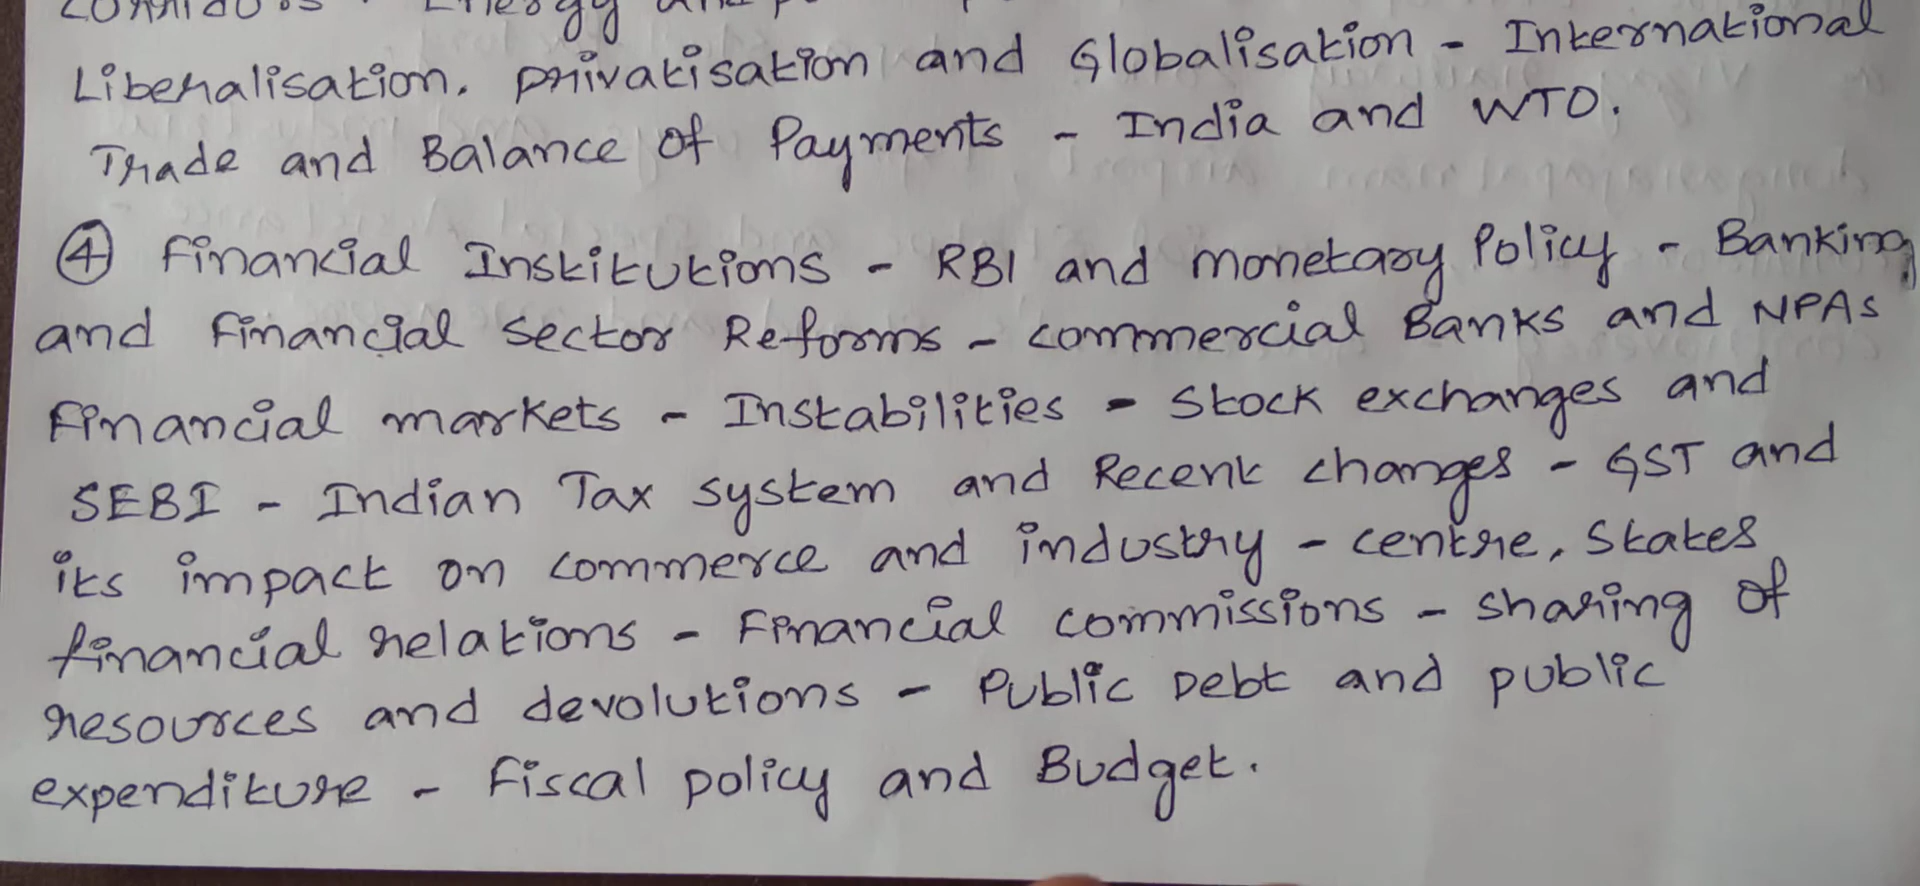 Energy and
Liberalisation, privatisation and Globalisation - International
Trade and Balance of Payments - India and WTO.
④ Financial Institutions - RBI and monetary Policy - Banking
and Financial sector Reforms - commercial Banks and NPAs
Financial markets - Instabilities - Stock exchanges and
SEBI - Indian Tax system and Recent changes - GST and
its impact on commerce and industry - centre, States
financial relations - Financial commissions - sharing of
resources and devolutions - Public Debt and public
expenditure - Fiscal policy and Budget.